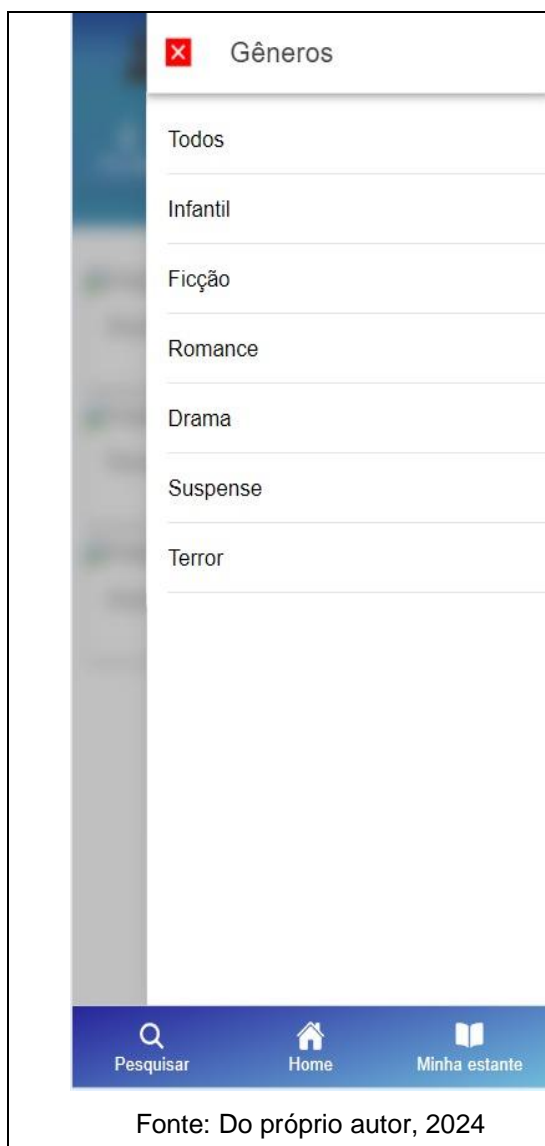 Gêneros
Todos
Infantil
Ficção
Romance
Drama
Suspense
Terror
Pesquisar Home Minha estante
Fonte: Do próprio autor, 2024